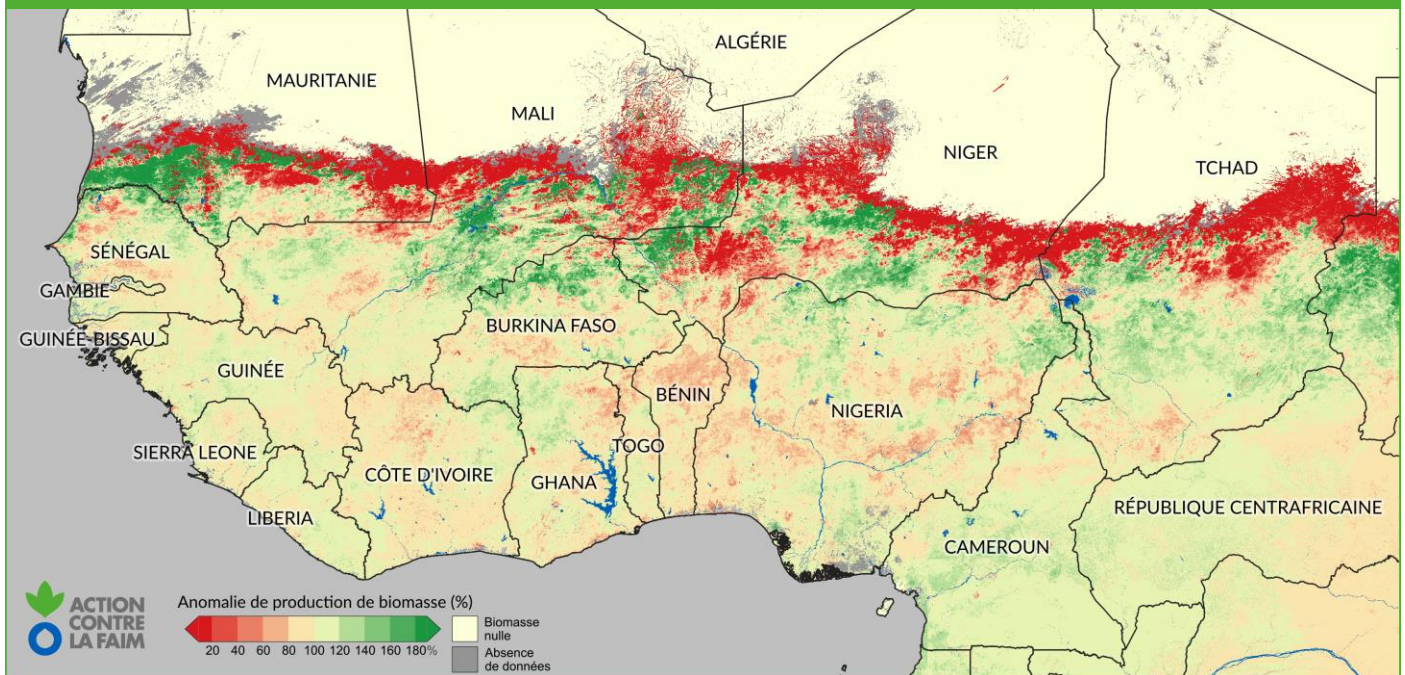 ALGÉRIE
MAURITANIE
MALI
NIGER
TCHAD
SÉNÉGAL
GAMBIE
GUINÉE-BISSAU
BURKINA FASO
GUINÉE
BÉNIN
NIGERIA
TOGO
SIERRA LEONE
CÔTE D'IVOIRE
GHANA
RÉPUBLIQUE CENTRAFRICAINE
LIBERIA
CAMEROUN
ACTION
CONTRE
LA FAIM
Anomalie de production de biomasse (%)
20 40 60 80 100 120 140 160 180%
Biomasse
nulle
Absence
de données